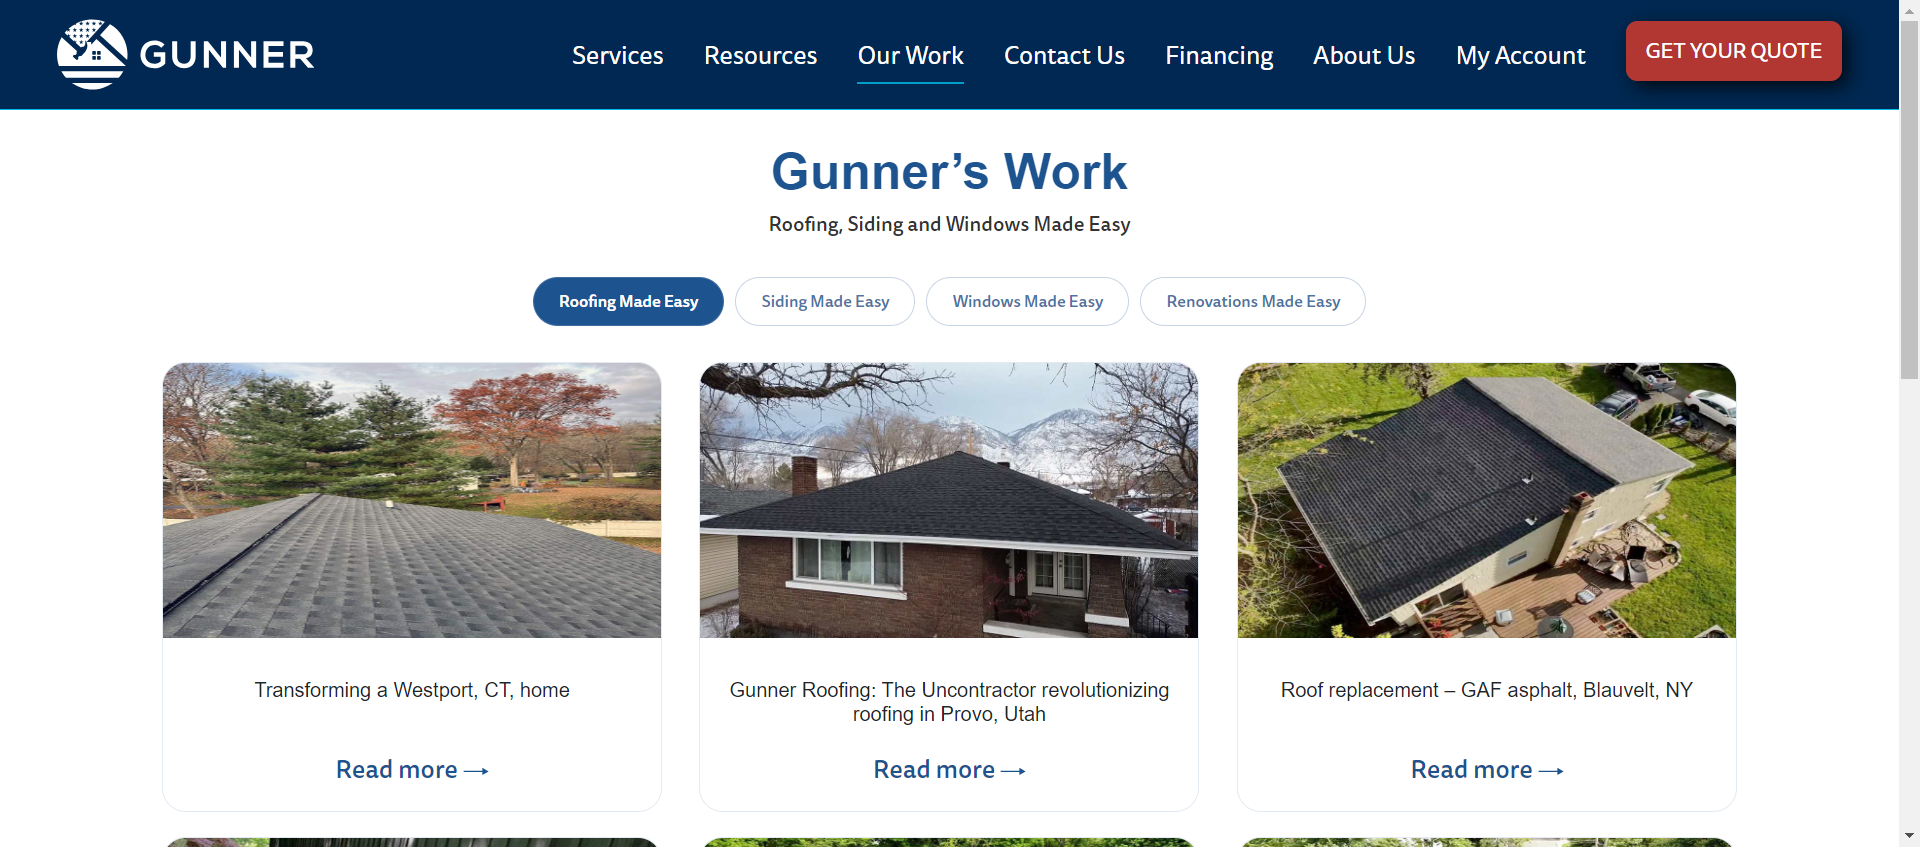 GUNNER
Services Resources Our Work Contact Us Financing About Us My Account GET YOUR QUOTE
Gunner’s Work
Roofing, Siding and Windows Made Easy
Roofing Made Easy Siding Made Easy Windows Made Easy Renovations Made Easy
Transforming a Westport, CT, home
Read more →
Gunner Roofing: The Uncontractor revolutionizing
roofing in Provo, Utah
Read more →
Roof replacement – GAF asphalt, Blauvelt, NY
Read more →